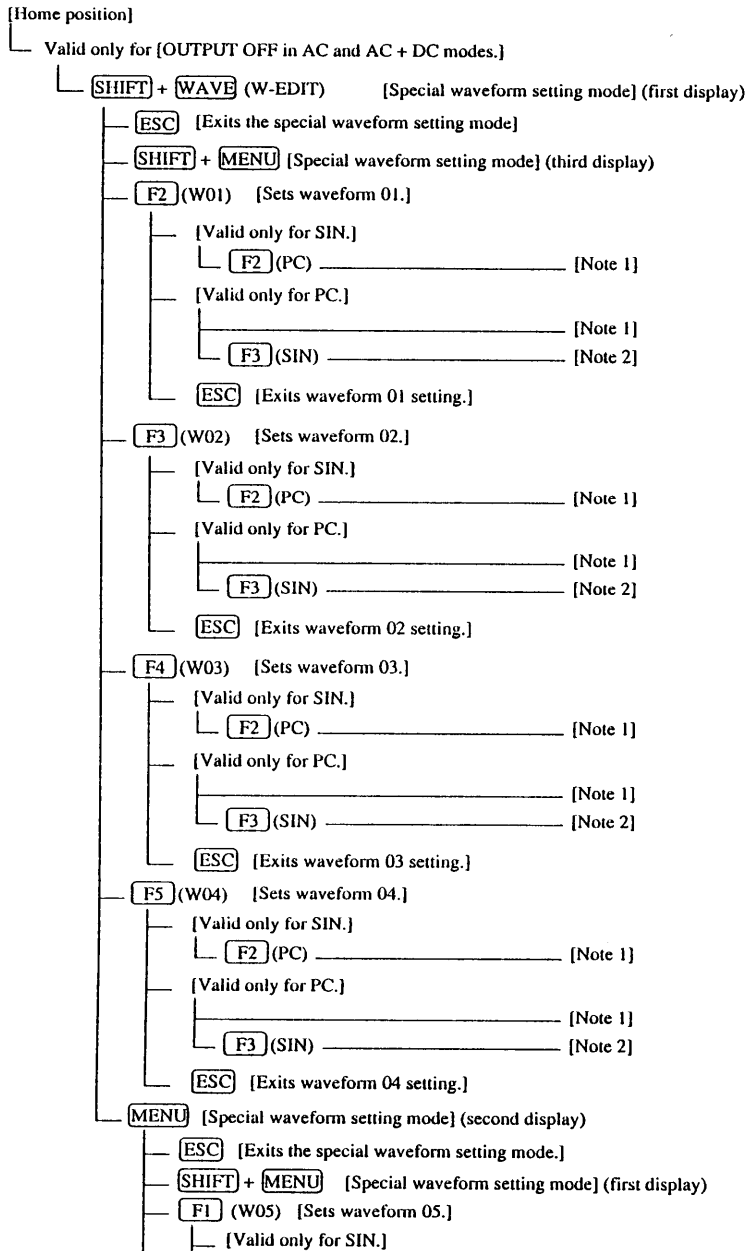 [Home position]
Valid only for [OUTPUT OFF in AC and AC + DC modes.]
SHIFT + WAVE (W-EDIT) [Special waveform setting mode] (first display)
ESC [Exits the special waveform setting mode]
SHIFT + MENU [Special waveform setting mode] (third display)
F2 (W01) [Sets waveform 01.]
[Valid only for SIN.]
F2 (PC) [Note 1]
[Valid only for PC.]
[Note 1]
F3 (SIN) [Note 2]
ESC [Exits waveform 01 setting.]
F3 (W02) [Sets waveform 02.]
[Valid only for SIN.]
F2 (PC) [Note 1]
[Valid only for PC.]
[Note 1]
F3 (SIN) [Note 2]
ESC [Exits waveform 02 setting.]
F4 (W03) [Sets waveform 03.]
[Valid only for SIN.]
F2 (PC) [Note 1]
[Valid only for PC.]
[Note 1]
F3 (SIN) [Note 2]
ESC [Exits waveform 03 setting.]
F5 (W04) [Sets waveform 04.]
[Valid only for SIN.]
F2 (PC) [Note 1]
[Valid only for PC.]
[Note 1]
F3 (SIN) [Note 2]
ESC [Exits waveform 04 setting.]
MENU [Special waveform setting mode] (second display)
ESC [Exits the special waveform setting mode.]
SHIFT + MENU [Special waveform setting mode] (first display)
F1 (W05) [Sets waveform 05.]
[Valid only for SIN.]